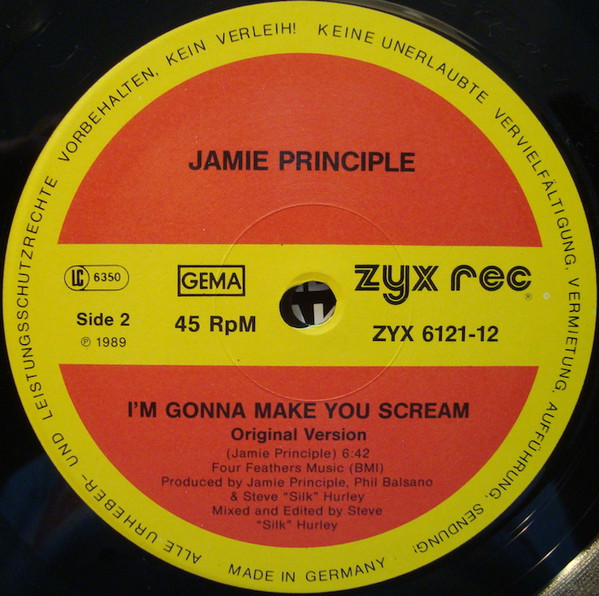 ALLE URHEBER- UND LEISTUNGSSCHUTZRECHTE VORBEHALTEN, KEIN VERLEIH! KEINE UNERLAUBTE VERVIELFÄLTIGUNG, VERMIETUNG, AUFFÜHRUNG, SENDUNG!
JAMIE PRINCIPLE
LC 6350
GEMA
zyx rec ®
Side 2
45 RpM
ZYX 6121-12
℗ 1989
I'M GONNA MAKE YOU SCREAM
Original Version
(Jamie Principle) 6:42
Four Feathers Music (BMI)
Produced by Jamie Principle, Phil Balsano
& Steve "Silk" Hurley
Mixed and Edited by Steve
"Silk" Hurley
MADE IN GERMANY